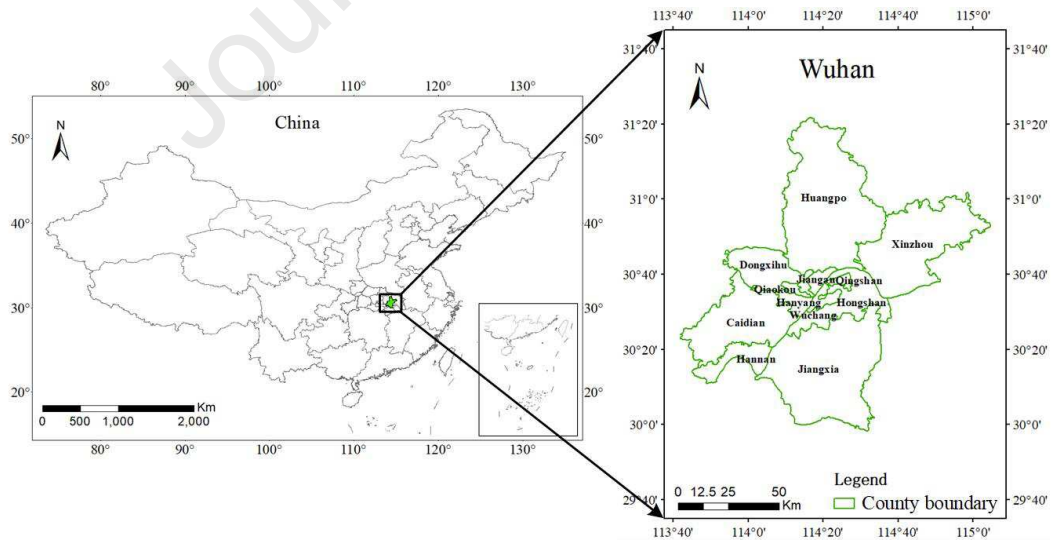 Jou
113°40' 114°0' 114°20' 114°40' 115°0'
31°40' 31°40'
N
Wuhan
80° 90° 100° 110° 120° 130°
N
China
50° 50°
31°20' 31°20'
Huangpo
31°0' 31°0'
40° 40°
Xinzhou
Dongxihu
30°40' 30°40'
Jiangan Qingshan
Qiaokou
Hanyang Hongshan
Wuchang
30° 30°
Caidian
30°20' 30°20'
Hannan
Jiangxia
20° 20°
Km
0 500 1,000 2,000
30°0' 30°0'
80° 90° 100° 110° 120° 130°
Legend
0 12.5 25 50
Km
County boundary
29°40' 29°40'
113°40' 114°0' 114°20' 114°40' 115°0'